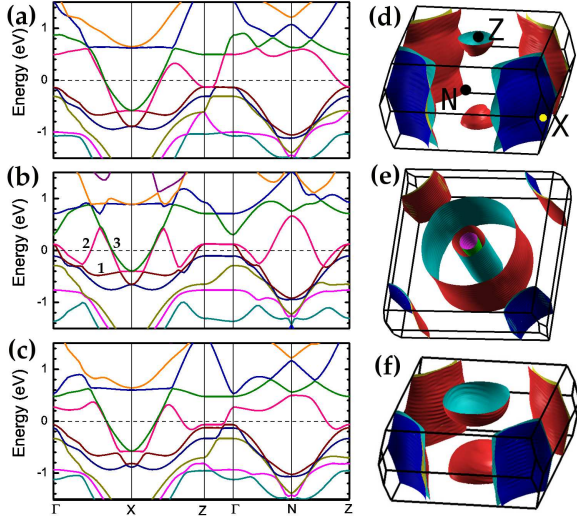 (a)
Energy (eV)
1
0
-1
(b)
Energy (eV)
1
0
-1
2
3
1
(c)
Energy (eV)
1
0
-1
Γ X Z Γ N Z
(d)
Z
N
X
(e)
(f)